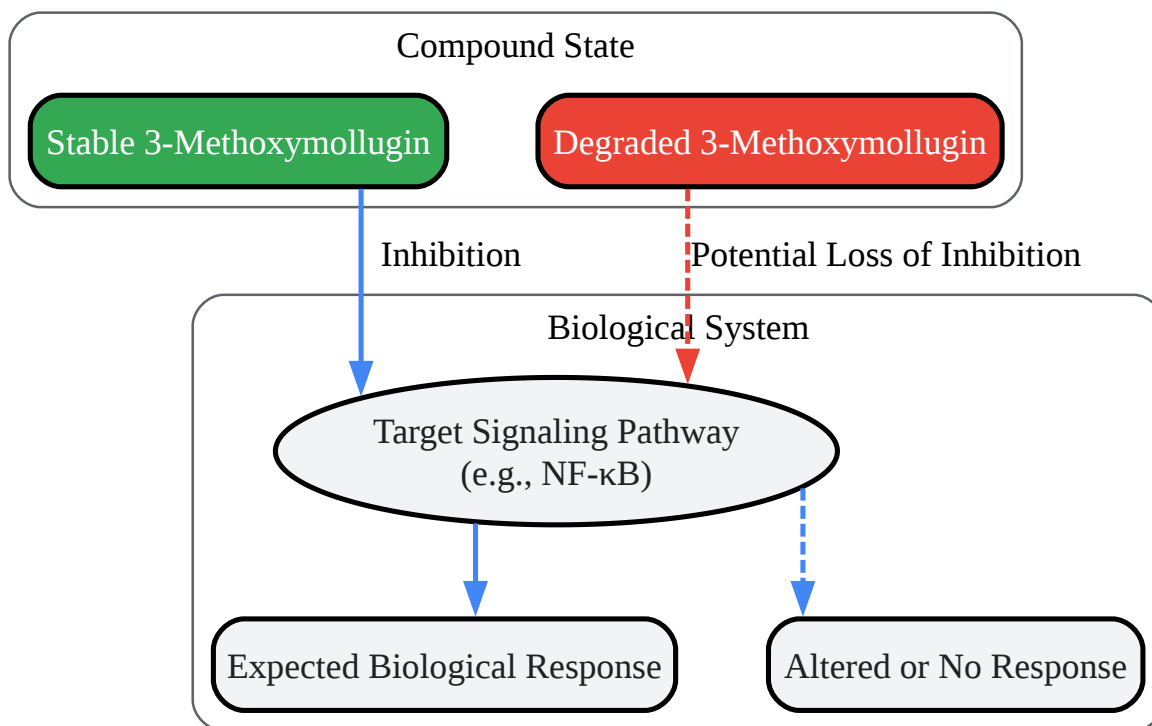 Compound State
Stable 3-Methoxymollugin
Degraded 3-Methoxymollugin
Inhibition
Potential Loss of Inhibition
Biological System
Target Signaling Pathway
(e.g., NF-κB)
Expected Biological Response
Altered or No Response